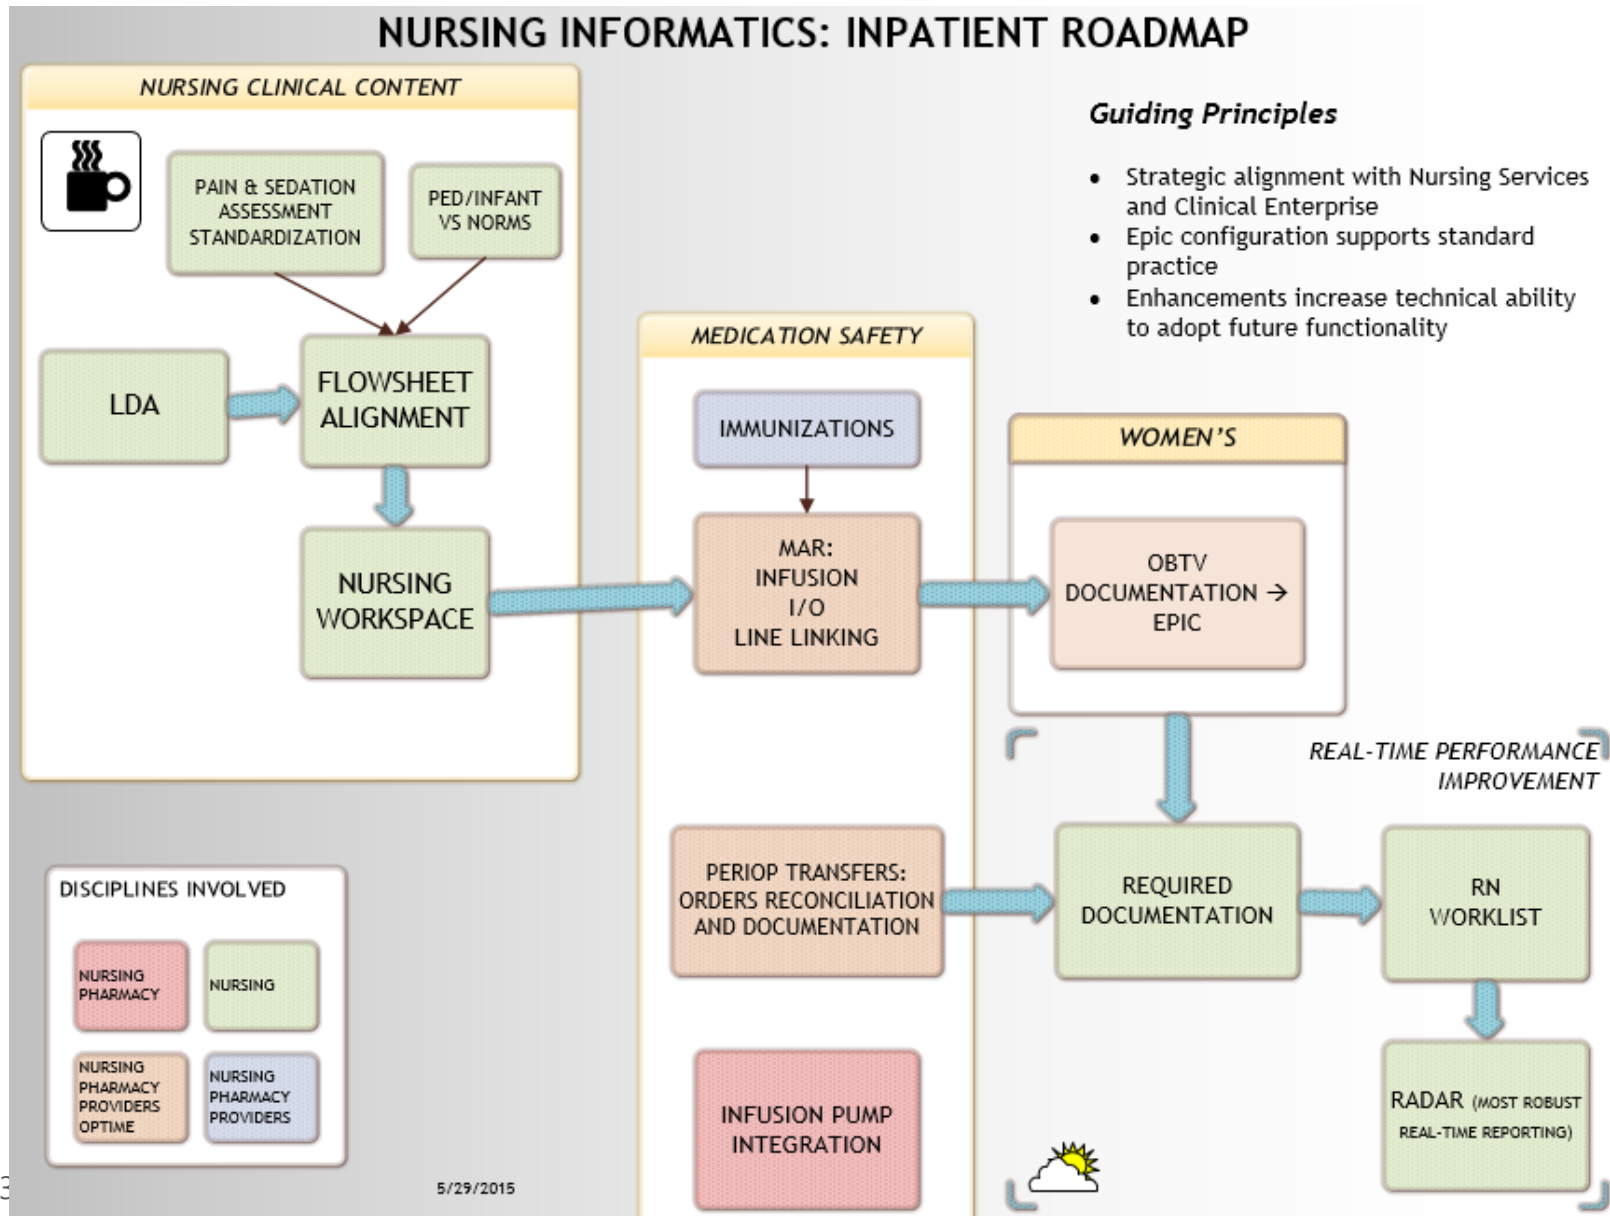 NURSING INFORMATICS: INPATIENT ROADMAP
NURSING CLINICAL CONTENT
PAIN & SEDATION
ASSESSMENT
STANDARDIZATION
PED/INFANT
VS NORMS
LDA
FLOWSHEET
ALIGNMENT
NURSING
WORKSPACE
Guiding Principles
• Strategic alignment with Nursing Services
and Clinical Enterprise
• Epic configuration supports standard
practice
• Enhancements increase technical ability
to adopt future functionality
MEDICATION SAFETY
IMMUNIZATIONS
MAR:
INFUSION
I/O
LINE LINKING
PERIOP TRANSFERS:
ORDERS RECONCILIATION
AND DOCUMENTATION
INFUSION PUMP
INTEGRATION
WOMEN'S
OBTV
DOCUMENTATION →
EPIC
REAL-TIME PERFORMANCE
IMPROVEMENT
REQUIRED
DOCUMENTATION
RN
WORKLIST
RADAR (MOST ROBUST
REAL-TIME REPORTING)
DISCIPLINES INVOLVED
NURSING
PHARMACY
NURSING
NURSING
PHARMACY
PROVIDERS
OPTIME
NURSING
PHARMACY
PROVIDERS
3
5/29/2015